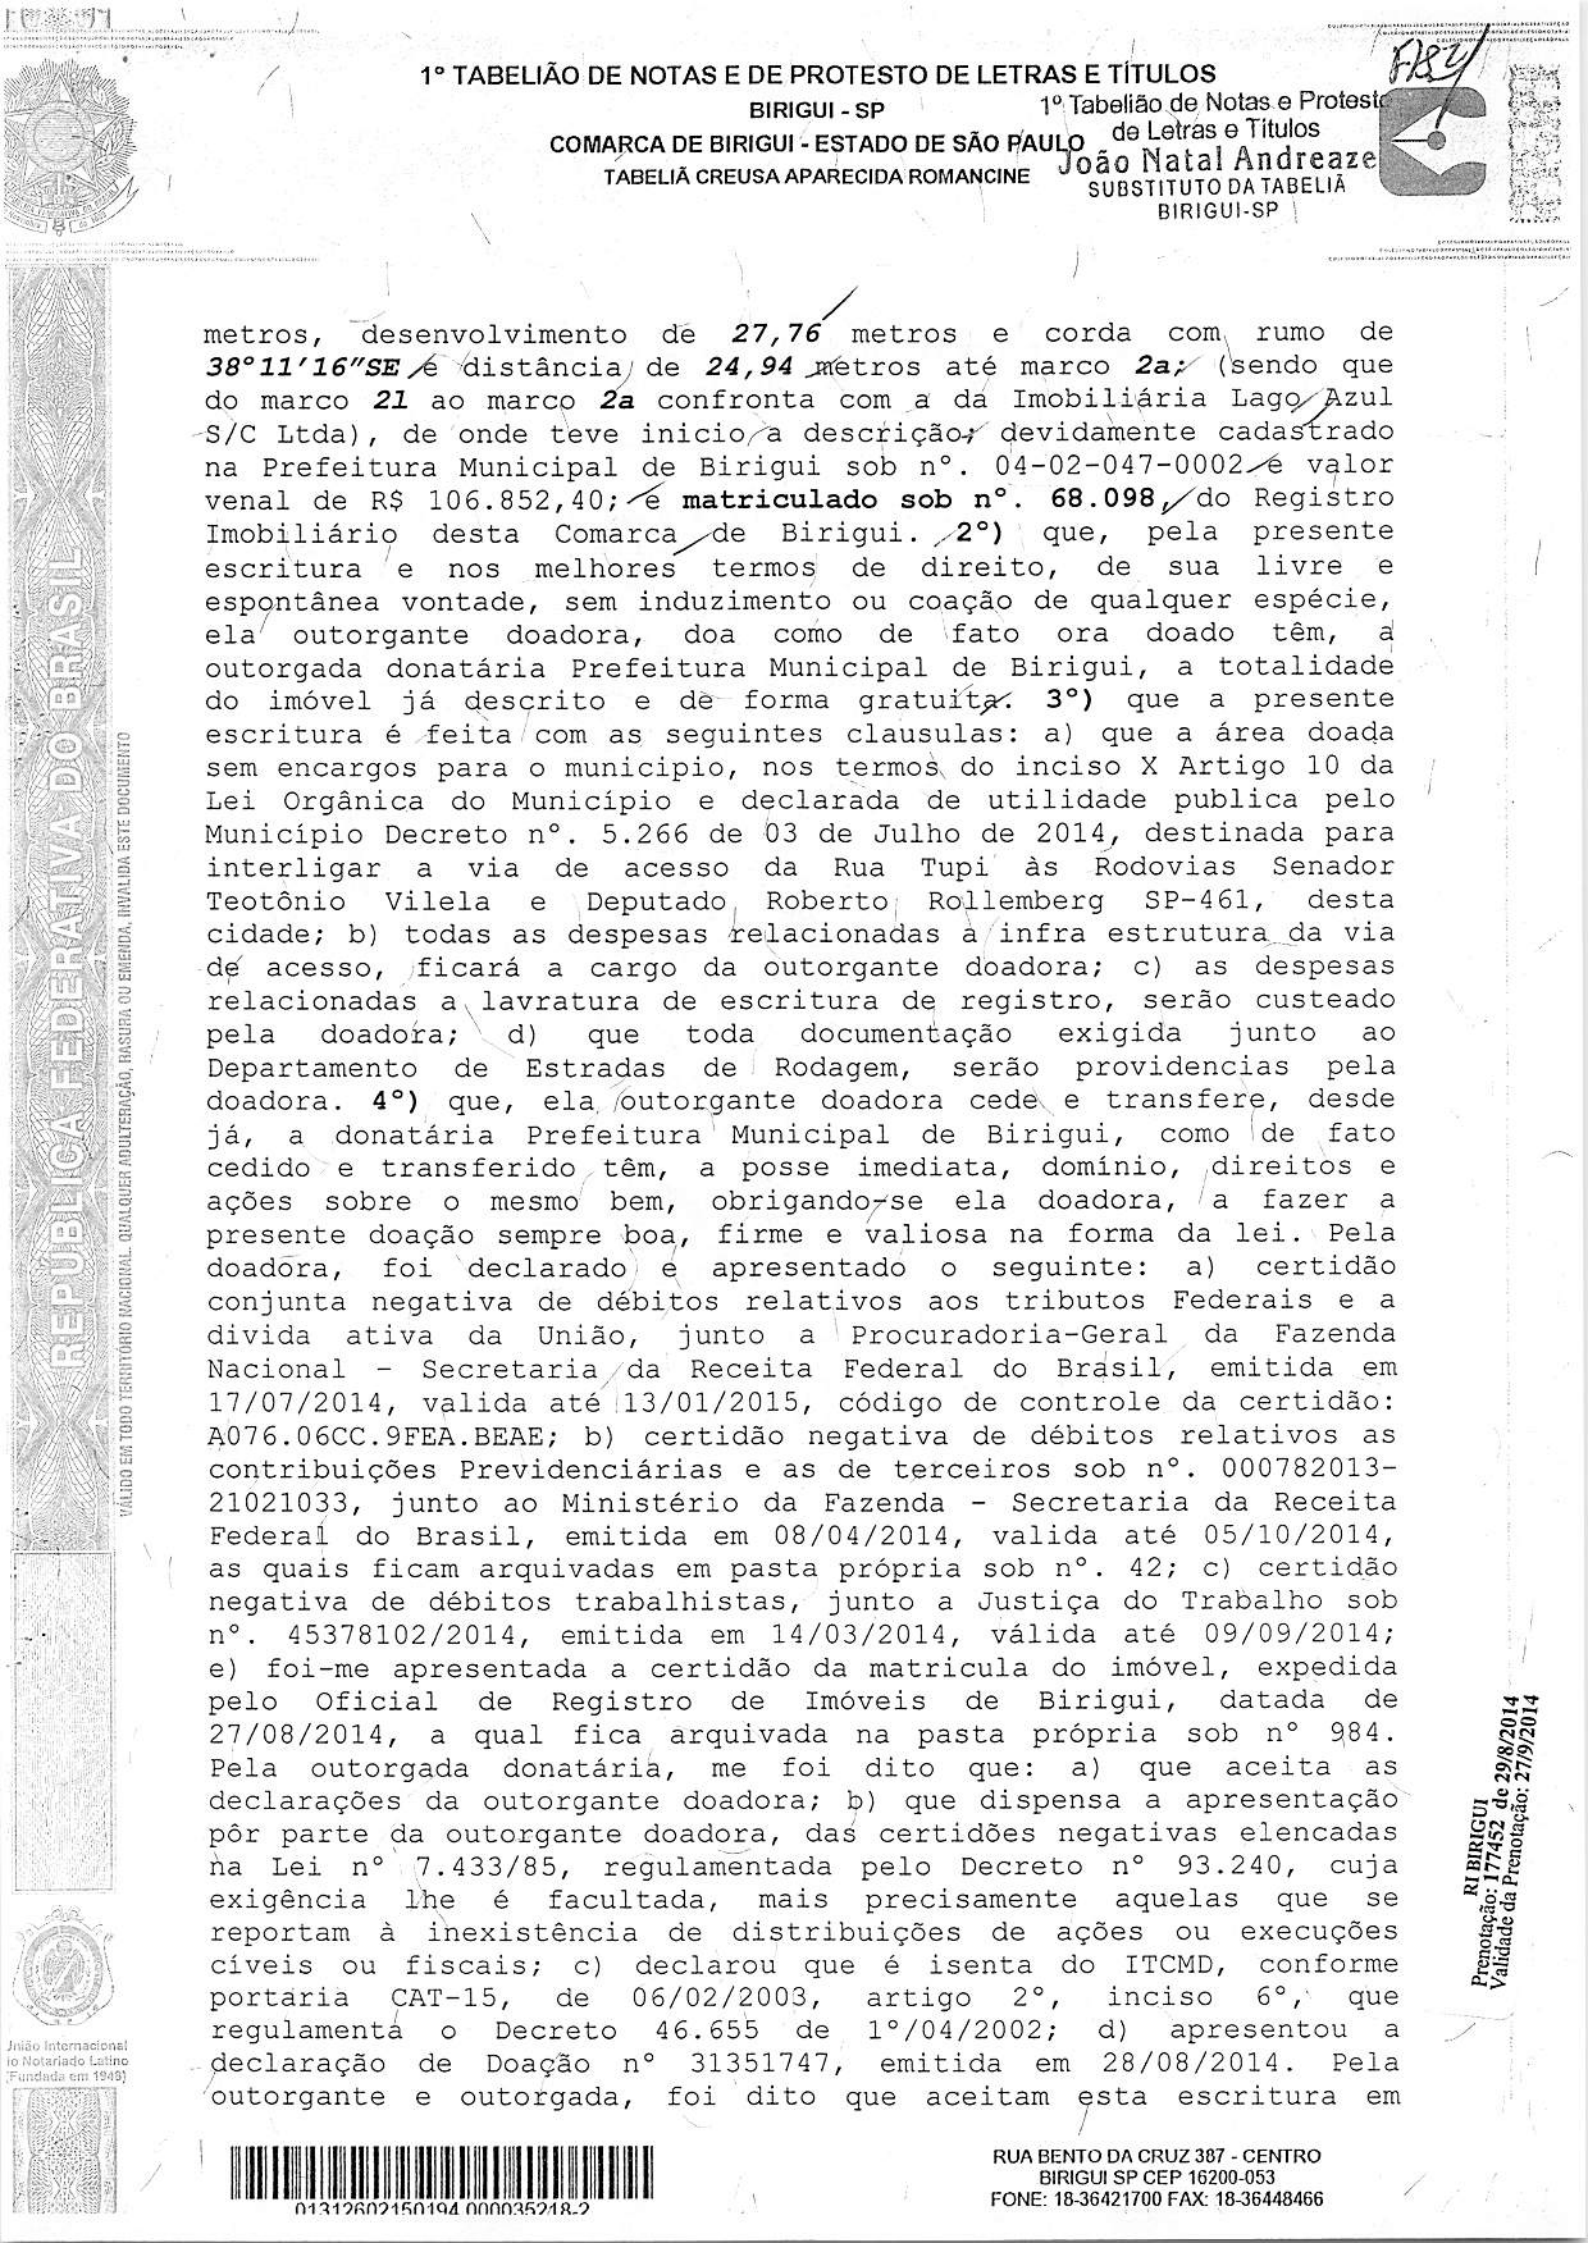 1º TABELIÃO DE NOTAS E DE PROTESTO DE LETRAS E TÍTULOS
BIRIGUI - SP
COMARCA DE BIRIGUI - ESTADO DE SÃO PAULO
TABELIÃ CREUSA APARECIDA ROMANCINE
1º Tabelião de Notas e Protesto
de Letras e Títulos
João Natal Andreaze
SUBSTITUTO DA TABELIÃ
BIRIGUI-SP
metros, desenvolvimento de 27,76 metros e corda com rumo de
38°11'16"SE e distância de 24,94 metros até marco 2a; (sendo que
do marco 21 ao marco 2a confronta com a da Imobiliária Lago Azul
S/C Ltda), de onde teve inicio a descrição; devidamente cadastrado
na Prefeitura Municipal de Birigui sob nº. 04-02-047-0002 e valor
venal de R$ 106.852,40; e matriculado sob nº. 68.098, do Registro
Imobiliário desta Comarca de Birigui. 2º) que, pela presente
escritura e nos melhores termos de direito, de sua livre e
espontânea vontade, sem induzimento ou coação de qualquer espécie,
ela outorgante doadora, doa como de fato ora doado têm, a
outorgada donatária Prefeitura Municipal de Birigui, a totalidade
do imóvel já descrito e de forma gratuita. 3º) que a presente
escritura é feita com as seguintes clausulas: a) que a área doada
sem encargos para o municipio, nos termos do inciso X Artigo 10 da
Lei Orgânica do Município e declarada de utilidade publica pelo
Município Decreto nº. 5.266 de 03 de Julho de 2014, destinada para
interligar a via de acesso da Rua Tupi às Rodovias Senador
Teotônio Vilela e Deputado Roberto Rollemberg SP-461, desta
cidade; b) todas as despesas relacionadas à infra estrutura da via
de acesso, ficará a cargo da outorgante doadora; c) as despesas
relacionadas a lavratura de escritura de registro, serão custeado
pela doadora; d) que toda documentação exigida junto ao
Departamento de Estradas de Rodagem, serão providencias pela
doadora. 4º) que, ela outorgante doadora cede e transfere, desde
já, a donatária Prefeitura Municipal de Birigui, como de fato
cedido e transferido têm, a posse imediata, domínio, direitos e
ações sobre o mesmo bem, obrigando-se ela doadora, a fazer a
presente doação sempre boa, firme e valiosa na forma da lei. Pela
doadora, foi declarado e apresentado o seguinte: a) certidão
conjunta negativa de débitos relativos aos tributos Federais e a
divida ativa da União, junto a Procuradoria-Geral da Fazenda
Nacional - Secretaria da Receita Federal do Brasil, emitida em
17/07/2014, valida até 13/01/2015, código de controle da certidão:
A076.06CC.9FEA.BEAE; b) certidão negativa de débitos relativos as
contribuições Previdenciárias e as de terceiros sob nº. 000782013-
21021033, junto ao Ministério da Fazenda - Secretaria da Receita
Federal do Brasil, emitida em 08/04/2014, valida até 05/10/2014,
as quais ficam arquivadas em pasta própria sob nº. 42; c) certidão
negativa de débitos trabalhistas, junto a Justiça do Trabalho sob
nº. 45378102/2014, emitida em 14/03/2014, válida até 09/09/2014;
e) foi-me apresentada a certidão da matricula do imóvel, expedida
pelo Oficial de Registro de Imóveis de Birigui, datada de
27/08/2014, a qual fica arquivada na pasta própria sob nº 984.
Pela outorgada donatária, me foi dito que: a) que aceita as
declarações da outorgante doadora; b) que dispensa a apresentação
pôr parte da outorgante doadora, das certidões negativas elencadas
na Lei nº 7.433/85, regulamentada pelo Decreto nº 93.240, cuja
exigência lhe é facultada, mais precisamente aquelas que se
reportam à inexistência de distribuições de ações ou execuções
cíveis ou fiscais; c) declarou que é isenta do ITCMD, conforme
portaria CAT-15, de 06/02/2003, artigo 2º, inciso 6º, que
regulamenta o Decreto 46.655 de 1º/04/2002; d) apresentou a
declaração de Doação nº 31351747, emitida em 28/08/2014. Pela
outorgante e outorgada, foi dito que aceitam esta escritura em
REPÚBLICA FEDERATIVA DO BRASIL
VÁLIDO EM TODO TERRITÓRIO NACIONAL. QUALQUER ADULTERAÇÃO, RASURA OU EMENDA, INVALIDA ESTE DOCUMENTO
RI BIRIGUI
Prenotação: 177452 de 29/8/2014
Validade da Prenotação: 27/9/2014
União Internacional
do Notariado Latino
(Fundada em 1948)
01312602150194.000035218-2
RUA BENTO DA CRUZ 387 - CENTRO
BIRIGUI SP CEP 16200-053
FONE: 18-36421700 FAX: 18-36448466